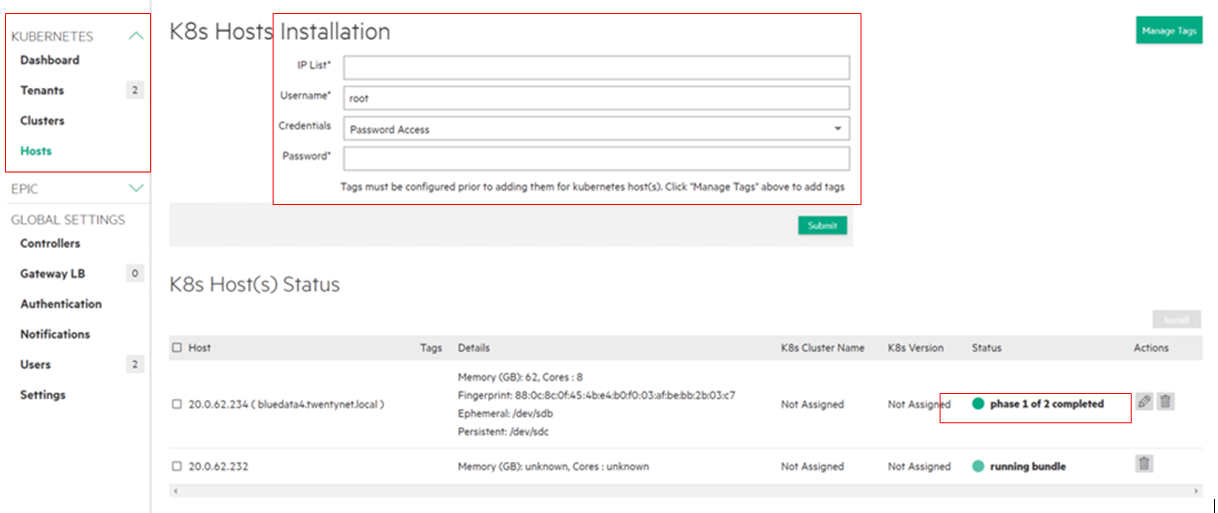 KUBERNETES
Dashboard
Tenants 2
Clusters
Hosts
EPIC
GLOBAL SETTINGS
Controllers
Gateway LB 0
Authentication
Notifications
Users 2
Settings
K8s Hosts Installation
Manage Tags
IP List*
Username* root
Credentials Password Access
Password*
Tags must be configured prior to adding them for kubernetes host(s). Click "Manage Tags" above to add tags
Submit
K8s Host(s) Status
Install
Host Tags Details K8s Cluster Name K8s Version Status Actions
Memory (GB): 62, Cores : 8
Fingerprint: 88:0c:8c:0f:45:4b:e4:b0:f0:03:af:be:bb:2b:03:c7
20.0.62.234 ( bluedata4.twentynet.local ) Not Assigned Not Assigned phase 1 of 2 completed
Ephemeral: /dev/sdb
Persistent: /dev/sdc
20.0.62.232 Memory (GB): unknown, Cores : unknown Not Assigned Not Assigned running bundle